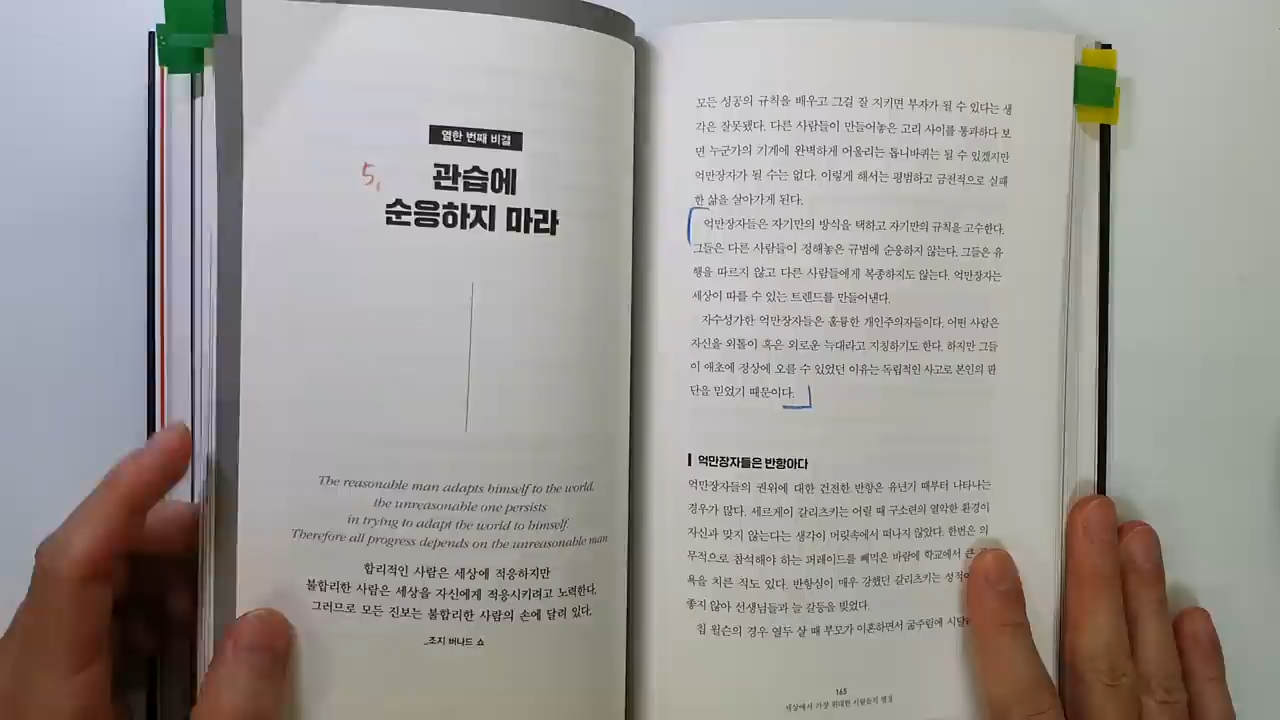 열한 번째 비결
5.
관습에
순응하지 마라
The reasonable man adapts himself to the world,
the unreasonable one persists
in trying to adapt the world to himself.
Therefore all progress depends on the unreasonable man
합리적인 사람은 세상에 적응하지만
불합리한 사람은 세상을 자신에게 적응시키려고 노력한다.
그러므로 모든 진보는 불합리한 사람의 손에 달려 있다.
_조지 버나드 쇼
모든 성공의 규칙을 배우고 그걸 잘 지키면 부자가 될 수 있다는 생
각은 잘못됐다. 다른 사람들이 만들어놓은 고리 사이를 통과하다 보
면 누군가의 기계에 완벽하게 어울리는 톱니바퀴는 될 수 있겠지만
억만장자가 될 수는 없다. 이렇게 해서는 평범하고 금전적으로 실패
한 삶을 살아가게 된다.
억만장자들은 자기만의 방식을 택하고 자기만의 규칙을 고수한다.
그들은 다른 사람들이 정해놓은 규범에 순응하지 않는다. 그들은 유
행을 따르지 않고 다른 사람들에게 복종하지도 않는다. 억만장자는
세상이 따를 수 있는 트렌드를 만들어낸다.
자수성가한 억만장자들은 훌륭한 개인주의자들이다. 어떤 사람은
자신을 외톨이 혹은 외로운 늑대라고 지칭하기도 한다. 하지만 그들
이 애초에 정상에 오를 수 있었던 이유는 독립적인 사고로 본인의 판
단을 믿었기 때문이다.
억만장자들은 반항아다
억만장자들의 권위에 대한 건전한 반항은 유년기 때부터 나타나는
경우가 많다. 세르게이 갈리츠키는 어릴 때 구소련의 열악한 환경이
자신과 맞지 않는다는 생각이 머릿속에서 떠나지 않았다. 한번은 의
무적으로 참석해야 하는 퍼레이드를 빼먹은 바람에 학교에서 큰
욕을 치른 적도 있다. 반항심이 매우 강했던 갈리츠키는 성적이
좋지 않아 선생님들과 늘 갈등을 빚었다.
칩 윌슨의 경우 열두 살 때 부모가 이혼하면서 굶주림에
165
세상에서 가장 위대한 사람들의 열정